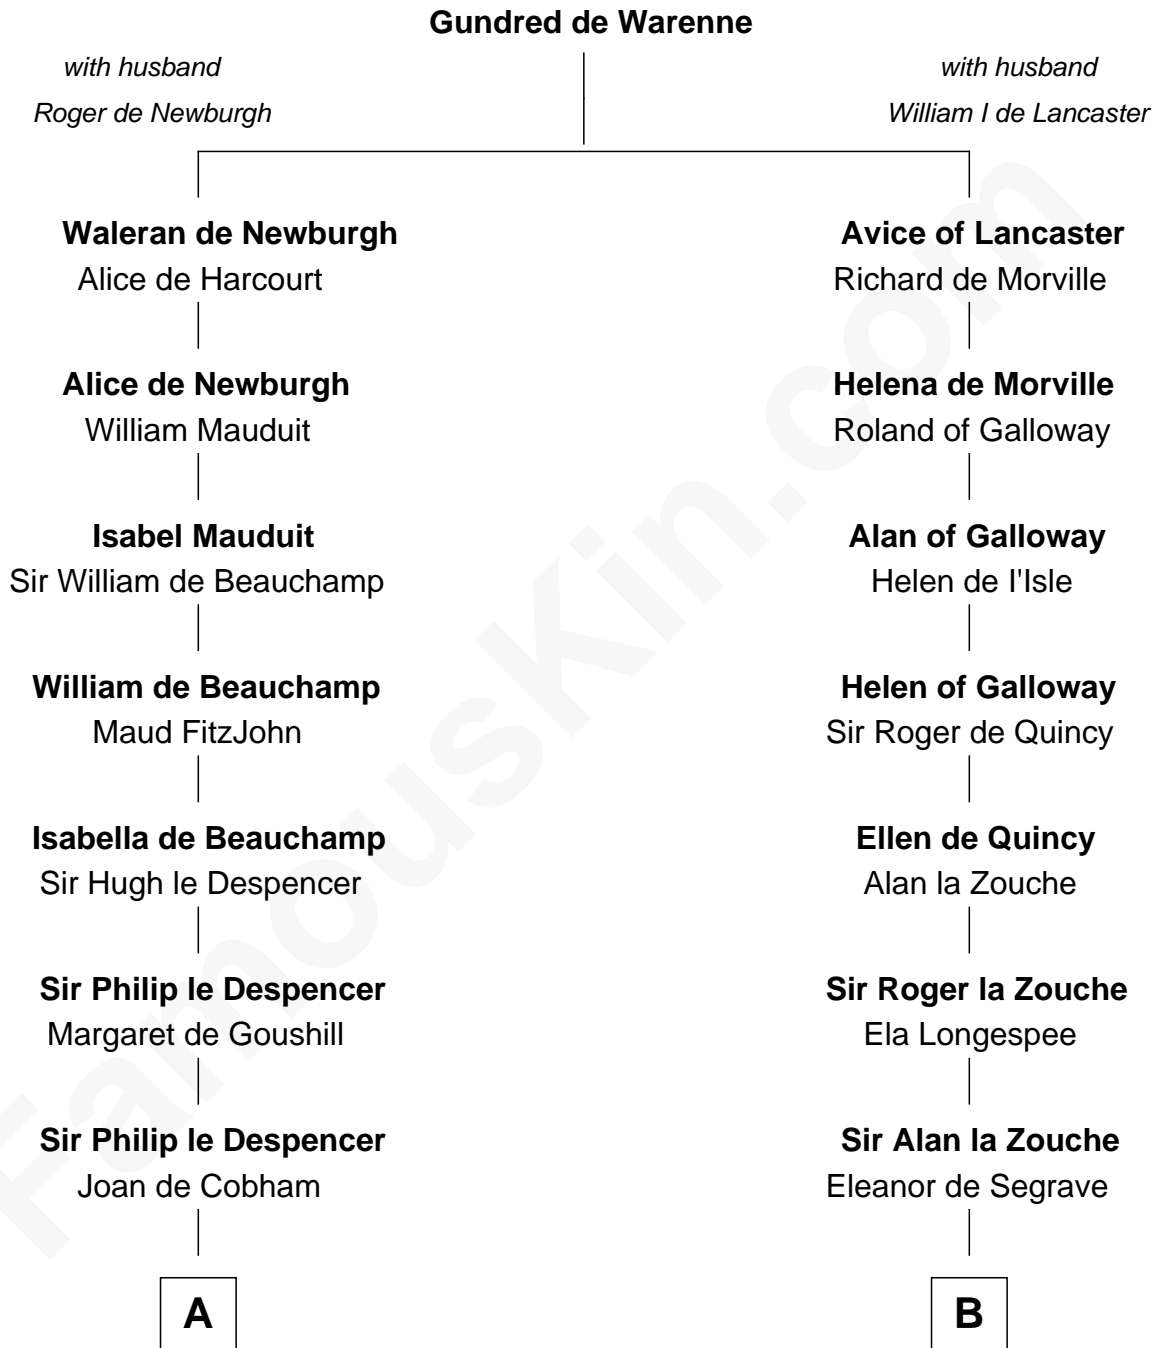 Gundred de Warenne
with husband
Roger de Newburgh
with husband
William I de Lancaster
Waleran de Newburgh
Alice de Harcourt
Avice of Lancaster
Richard de Morville
Alice de Newburgh
William Mauduit
Helena de Morville
Roland of Galloway
Isabel Mauduit
Sir William de Beauchamp
Alan of Galloway
Helen de l'Isle
William de Beauchamp
Maud FitzJohn
Helen of Galloway
Sir Roger de Quincy
Isabella de Beauchamp
Sir Hugh le Despencer
Ellen de Quincy
Alan la Zouche
Sir Philip le Despencer
Margaret de Goushill
Sir Roger la Zouche
Ela Longespee
Sir Philip le Despencer
Joan de Cobham
Sir Alan la Zouche
Eleanor de Segrave
A
B
FamousKin.com